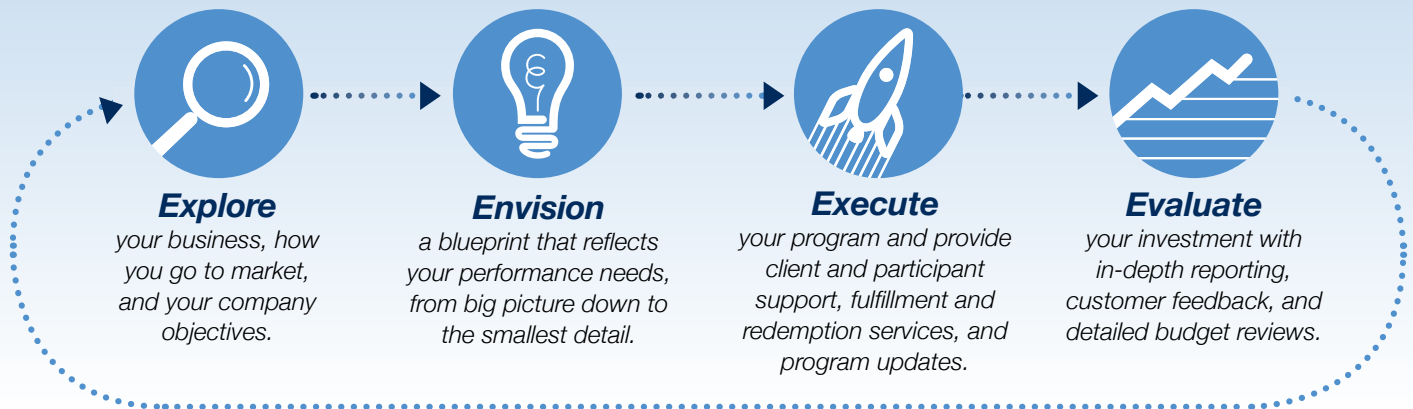 Explore
your business, how
you go to market,
and your company
objectives.
Envision
a blueprint that reflects
your performance needs,
from big picture down to
the smallest detail.
Execute
your program and provide
client and participant
support, fulfillment and
redemption services, and
program updates.
Evaluate
your investment with
in-depth reporting,
customer feedback, and
detailed budget reviews.